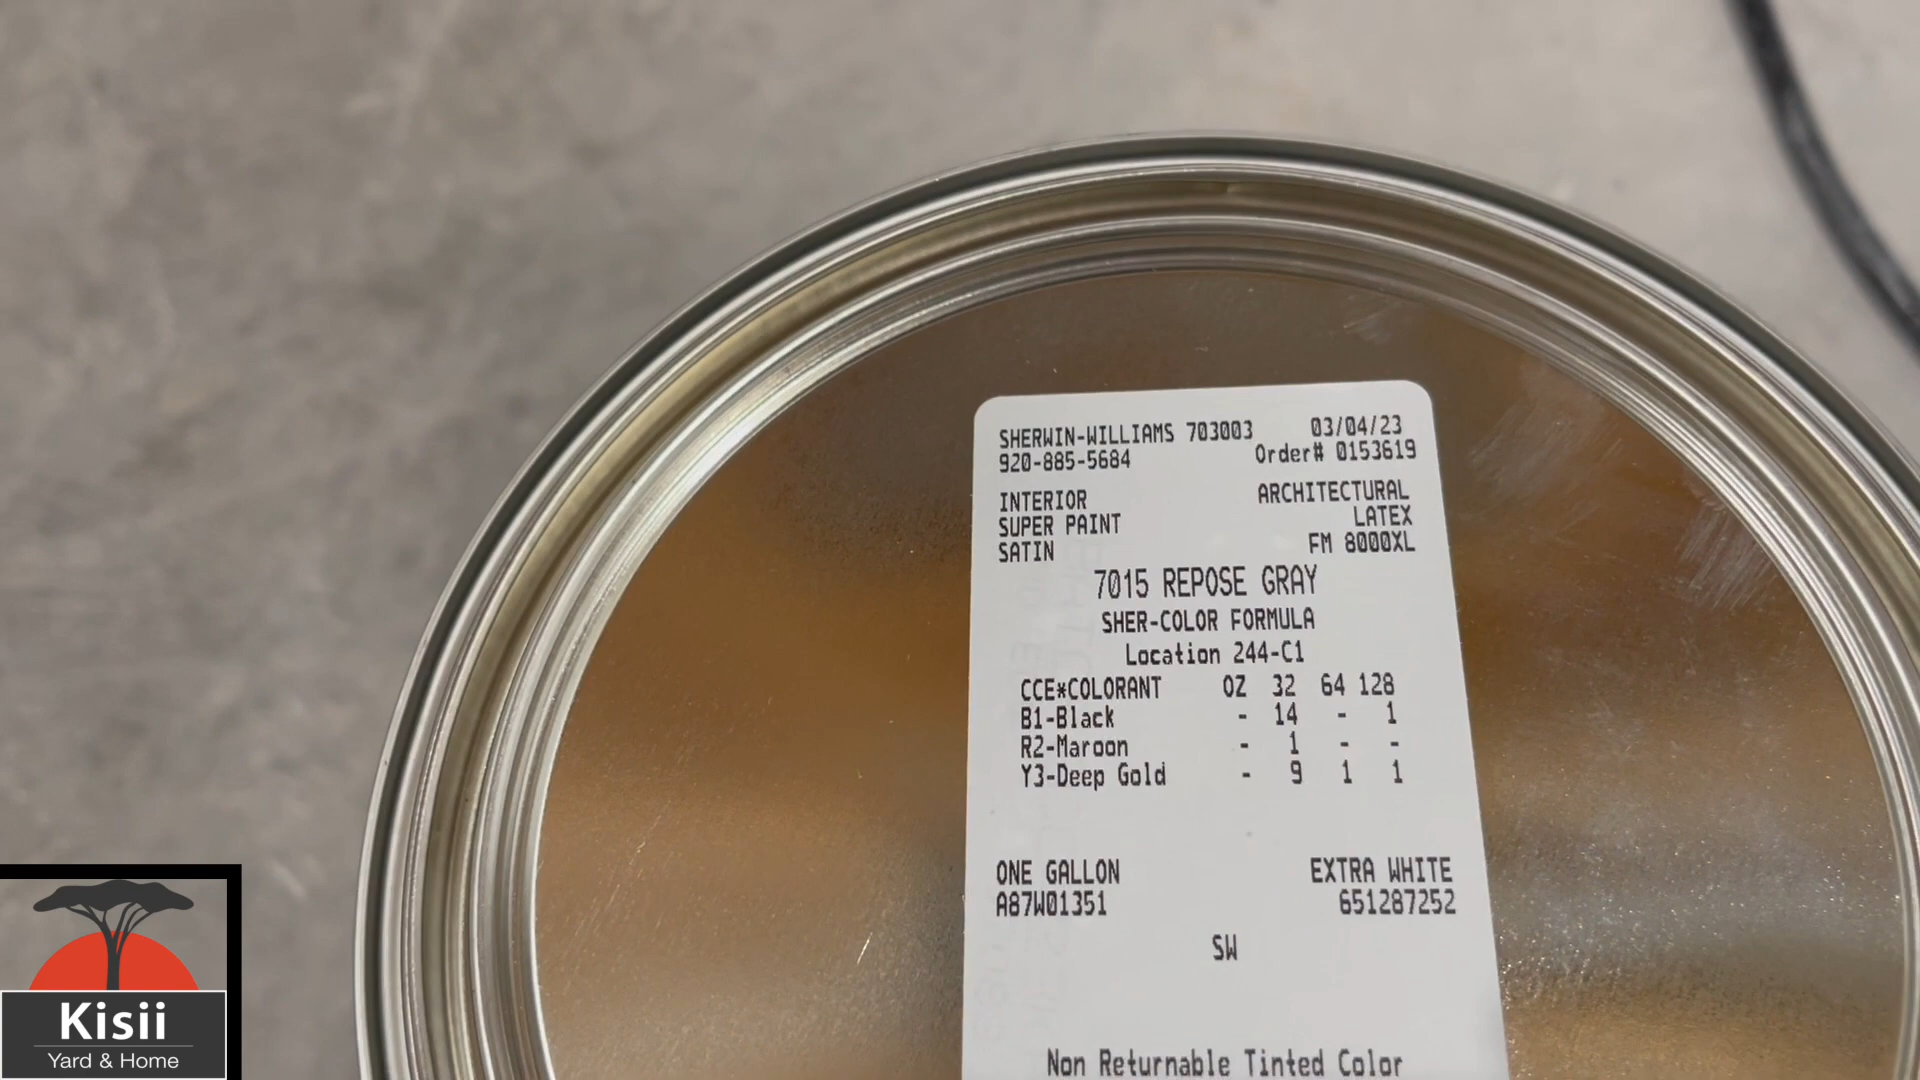 SHERWIN-WILLIAMS 703003 03/04/23
920-885-5684 Order# 0153619
INTERIOR ARCHITECTURAL
SUPER PAINT LATEX
SATIN FM 8000XL
7015 REPOSE GRAY
SHER-COLOR FORMULA
Location 244-C1
CCE*COLORANT OZ 32 64 128
B1-Black - 14 - 1
R2-Maroon - 1 - -
Y3-Deep Gold - 9 1 1
ONE GALLON EXTRA WHITE
A87W01351 651287252
SW
Non Returnable Tinted Color
Kisii
Yard & Home